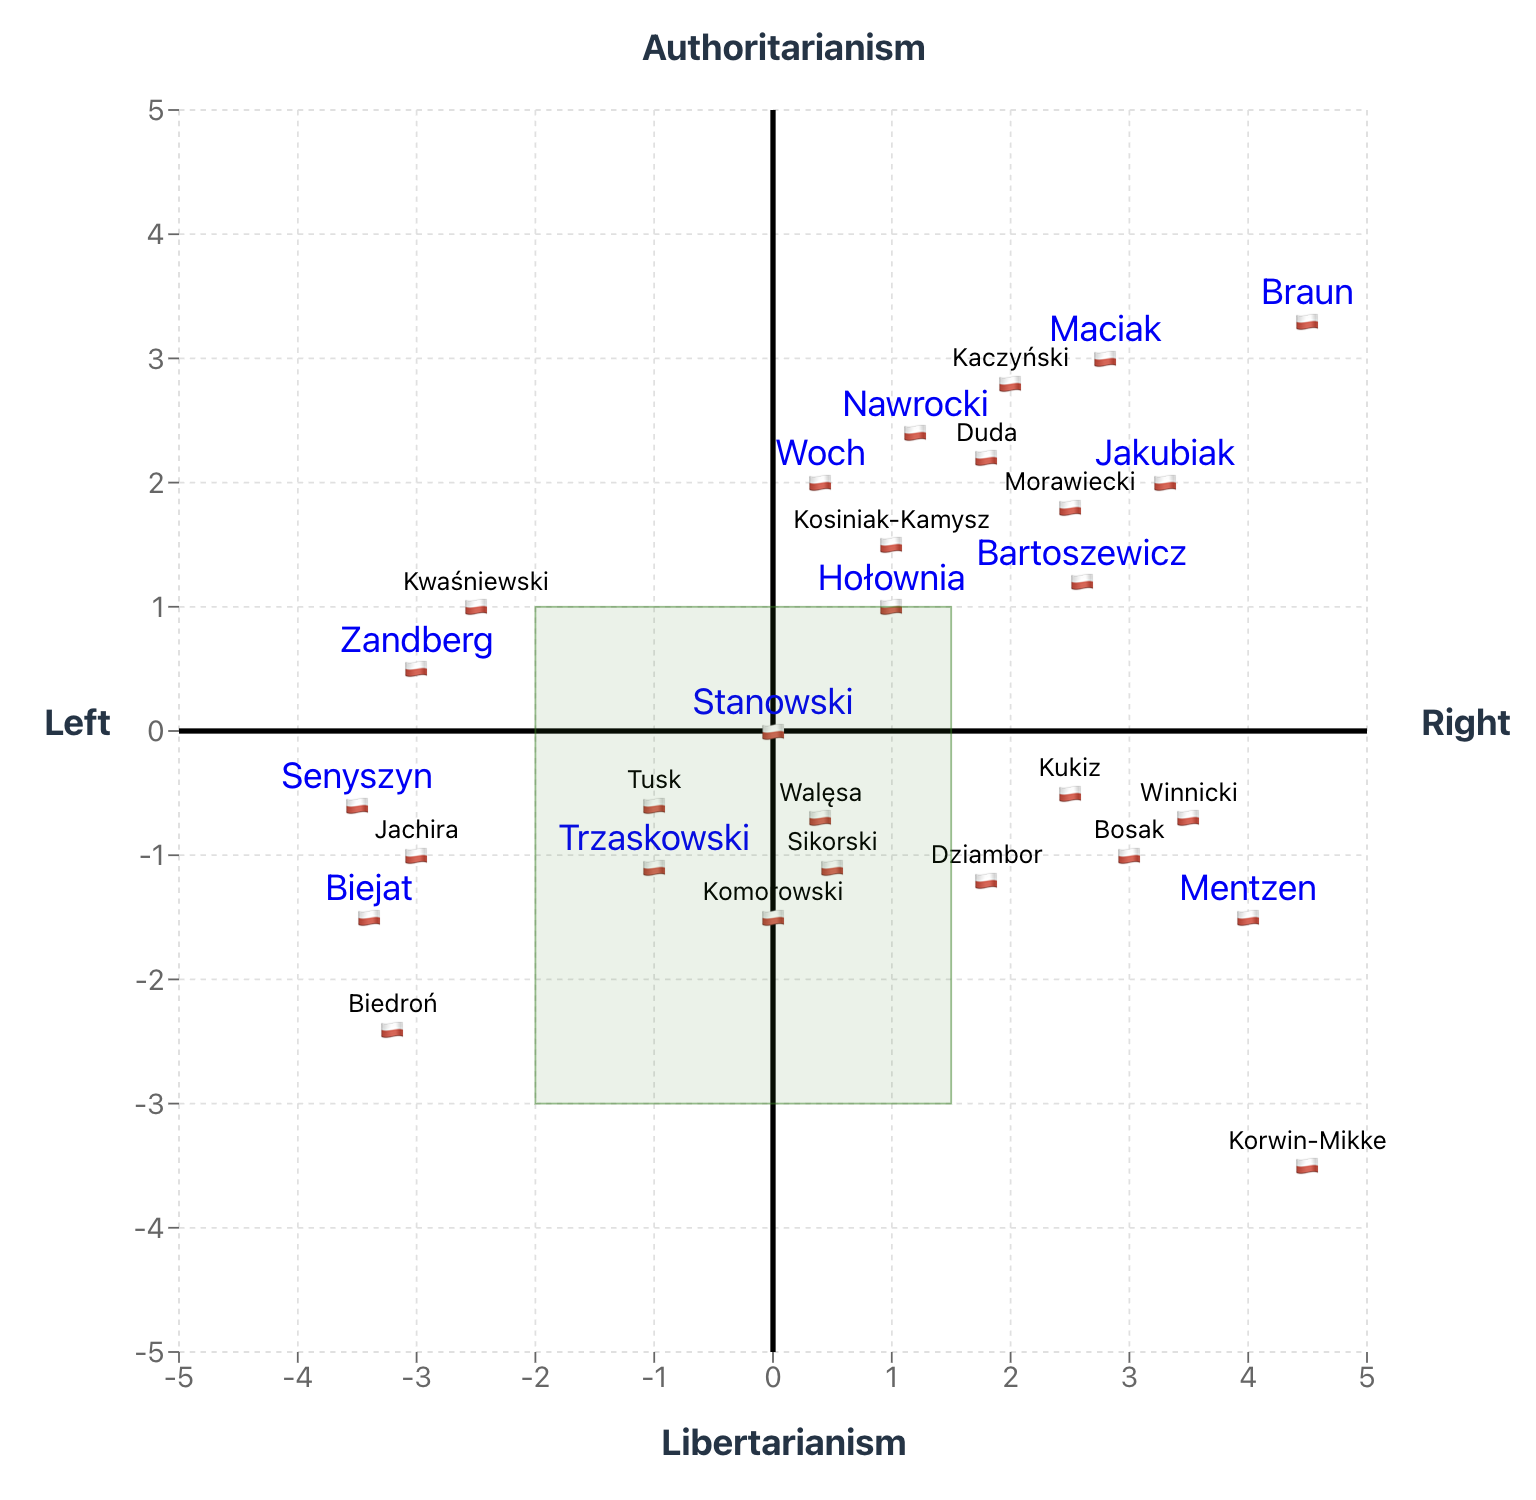 Authoritarianism
5
4
Braun
Maciak
3
Kaczyński
Nawrocki
Duda
Woch
Jakubiak
2
Morawiecki
Kosiniak-Kamysz
Bartoszewicz
Hołownia
Kwaśniewski
1
Zandberg
Stanowski
Left
0
Right
Kukiz
Senyszyn
Tusk
Walęsa
Winnicki
Jachira
Trzaskowski
Sikorski
Bosak
-1
Dziambor
Biejat
Komorowski
Mentzen
-2
Biedroń
-3
Korwin-Mikke
-4
-5
-5 -4 -3 -2 -1 0 1 2 3 4 5
Libertarianism